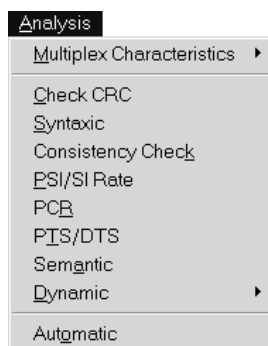 Analysis
Multiplex Characteristics
Check CRC
Syntaxic
Consistency Check
PSI/SI Rate
PCR
PTS/DTS
Semantic
Dynamic
Automatic